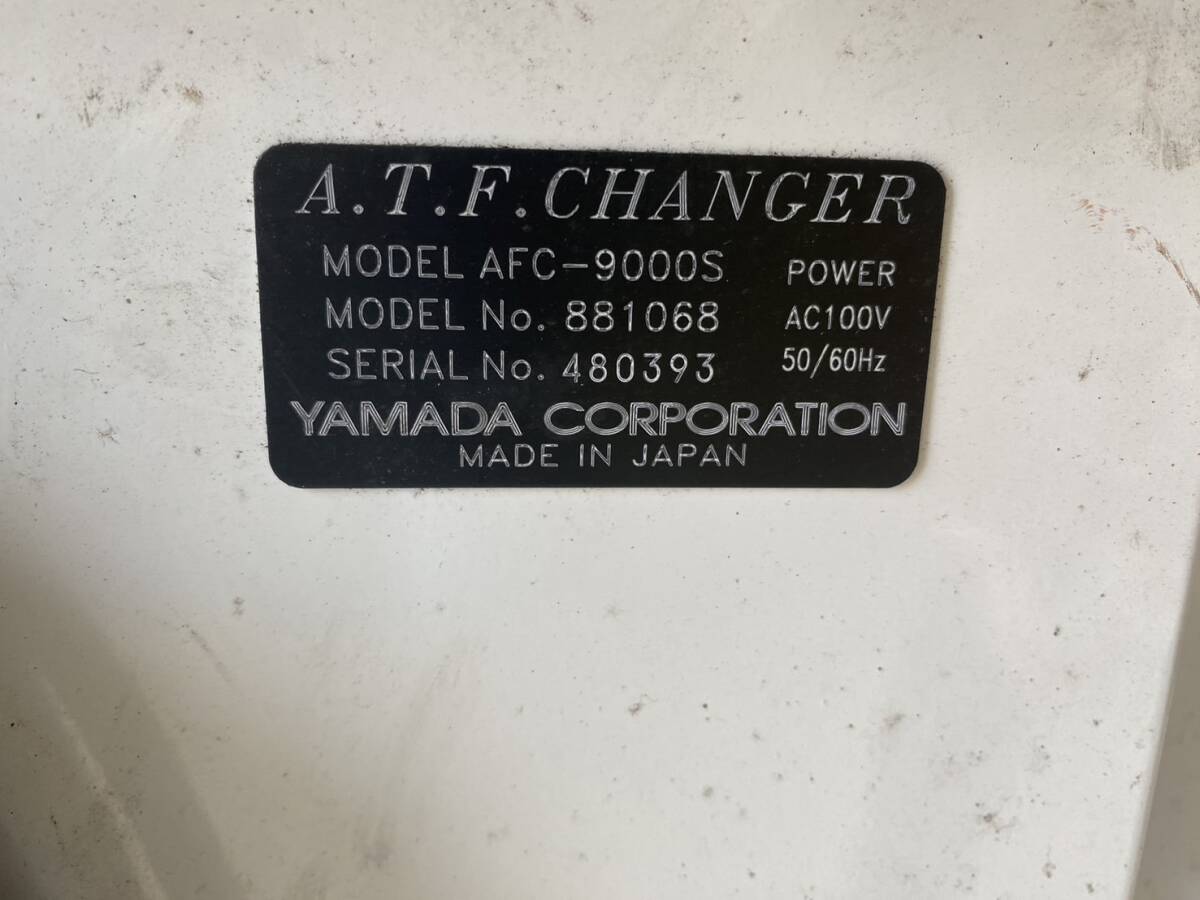 A.T.F.CHANGER
MODEL AFC-9000S
MODEL No. 881068
SERIAL No. 480393
POWER
AC100V
50/60Hz
YAMADA CORPORATION
MADE IN JAPAN